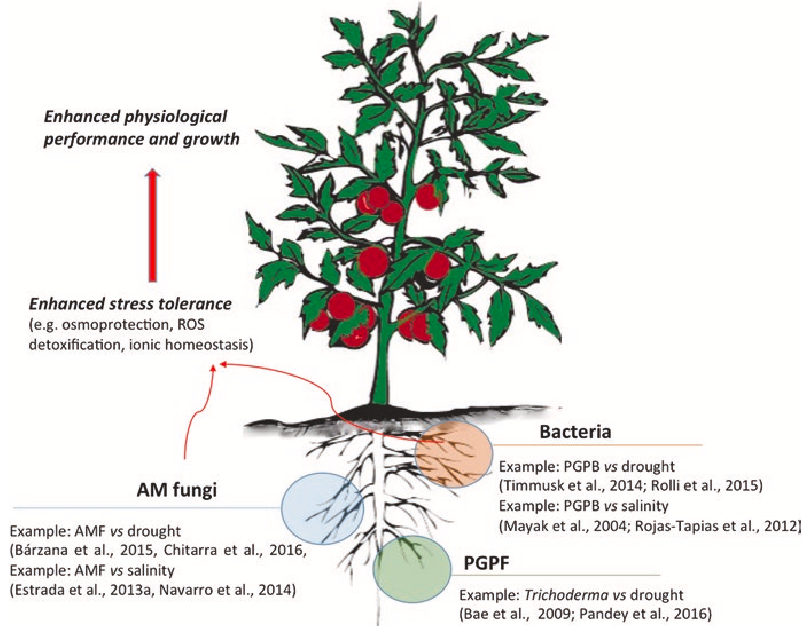 Enhanced physiological
performance and growth
Enhanced stress tolerance
(e.g. osmoprotection, ROS
detoxification, ionic homeostasis)
Bacteria
Example: PGPB vs drought
(Timmusk et al., 2014; Rolli et al., 2015)
Example: PGPB vs salinity
(Mayak et al., 2004; Rojas-Tapias et al., 2012)
AM fungi
Example: AMF vs drought
(Bárzana et al., 2015, Chitarra et al., 2016,
Example: AMF vs salinity
(Estrada et al., 2013a, Navarro et al., 2014)
PGPF
Example: Trichoderma vs drought
(Bae et al., 2009; Pandey et al., 2016)